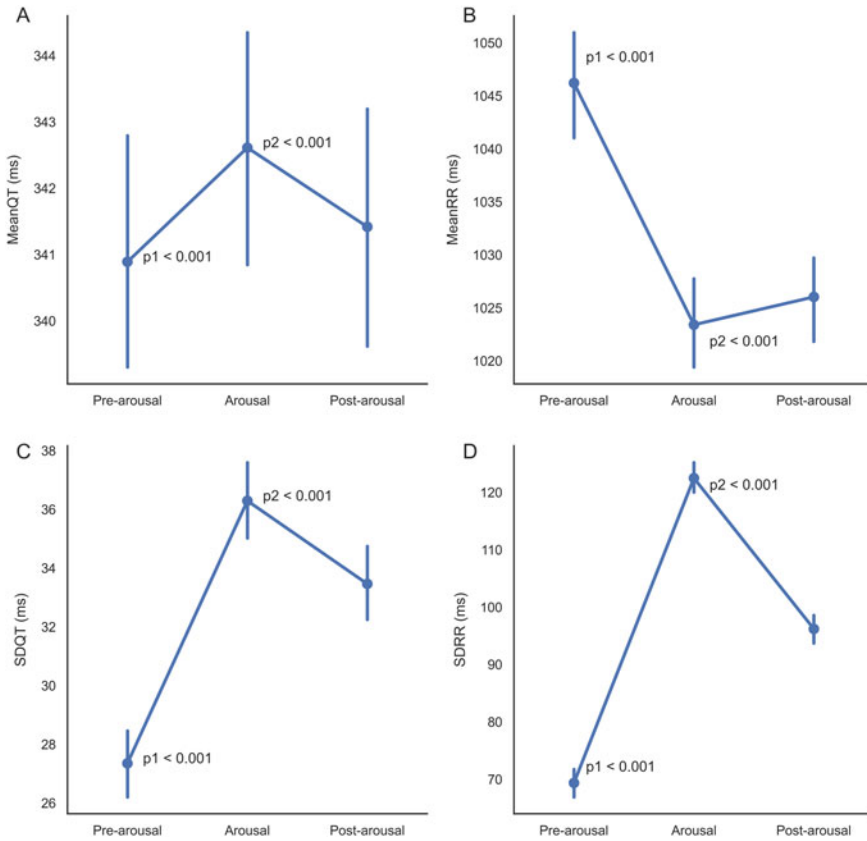 A
MeanQT (ms)
344
343
342
341
340
p1 < 0.001
p2 < 0.001
Pre-arousal
Arousal
Post-arousal
B
MeanRR (ms)
1050
1045
1040
1035
1030
1025
1020
p1 < 0.001
p2 < 0.001
Pre-arousal
Arousal
Post-arousal
C
SDQT (ms)
38
36
34
32
30
28
26
p2 < 0.001
p1 < 0.001
Pre-arousal
Arousal
Post-arousal
D
SDRR (ms)
120
110
100
90
80
70
p2 < 0.001
p1 < 0.001
Pre-arousal
Arousal
Post-arousal